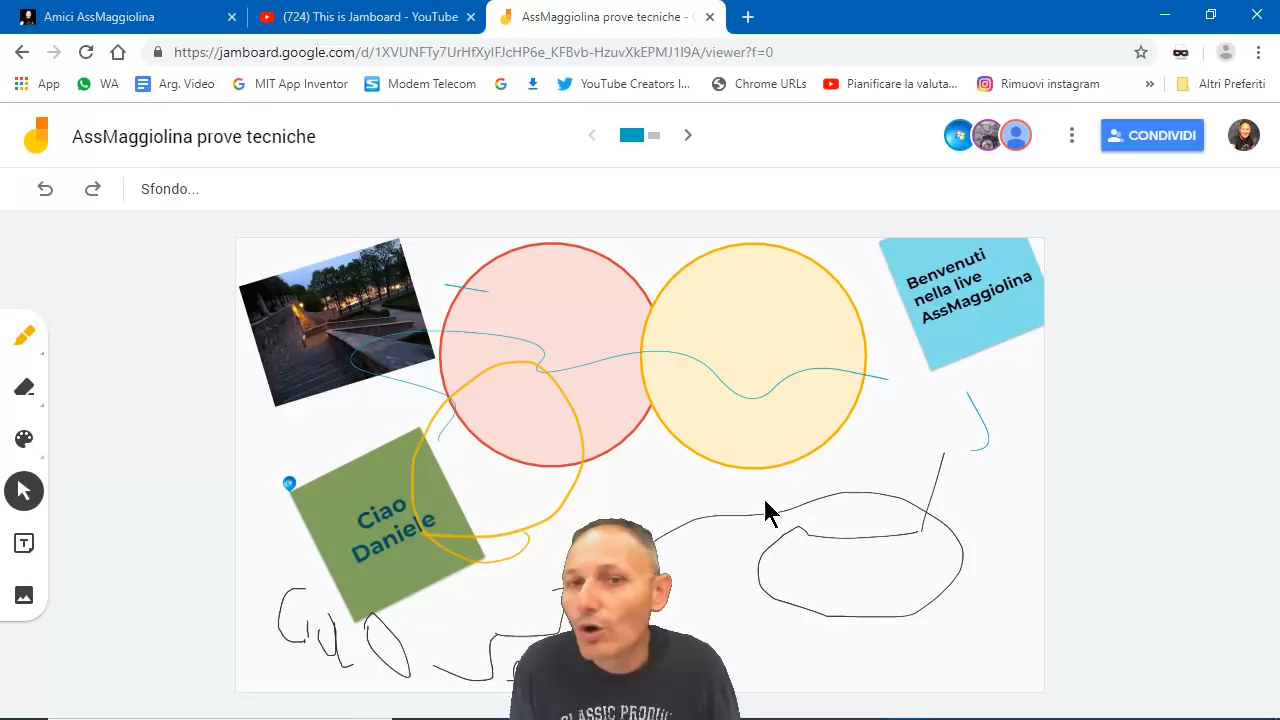 Amici AssMaggiolina
(724) This is Jamboard - YouTube
AssMaggiolina prove tecniche -
https://jamboard.google.com/d/1XVUNFTy7UrHfXyIFJcHP6e_KFBvb-HzuvXkEPMJ1I9A/viewer?f=0
App
WA
Arg. Video
MIT App Inventor
Modem Telecom
YouTube Creators I...
Chrome URLs
Pianificare la valuta...
Rimuovi instagram
»
Altri Preferiti
AssMaggiolina prove tecniche
CONDIVIDI
Sfondo...
Benvenuti
nella live
AssMaggiolina
Ciao
Daniele
CLASSIC PRODUC